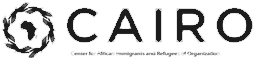 CAIRO
Center for African Immigrants and Refugees Organization